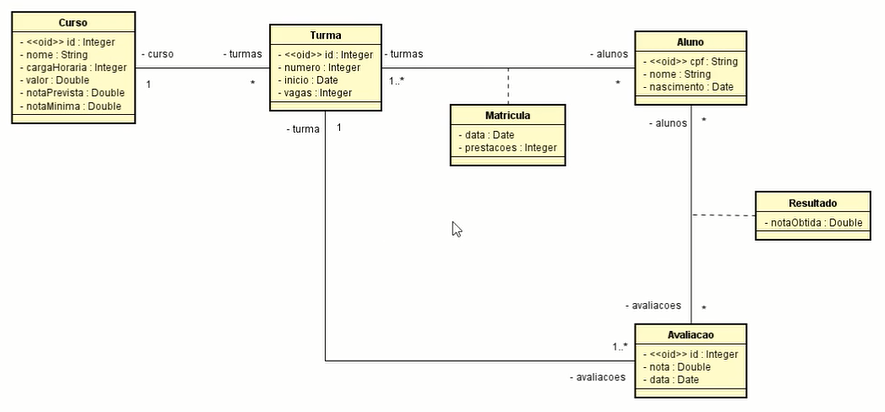 Curso
- <<oid>> id : Integer
- nome : String
- cargaHoraria : Integer
- valor : Double
- notaPrevista : Double
- notaMinima : Double
- curso
1
- turmas
*
Turma
- <<oid>> id : Integer
- numero : Integer
- inicio : Date
- vagas : Integer
- turmas
1..*
- alunos
*
Aluno
- <<oid>> cpf : String
- nome : String
- nascimento : Date
Matricula
- data : Date
- prestacoes : Integer
- turma
1
- alunos
*
Resultado
- notaObtida : Double
- avaliacoes
*
1..*
- avaliacoes
Avaliacao
- <<oid>> id : Integer
- nota : Double
- data : Date